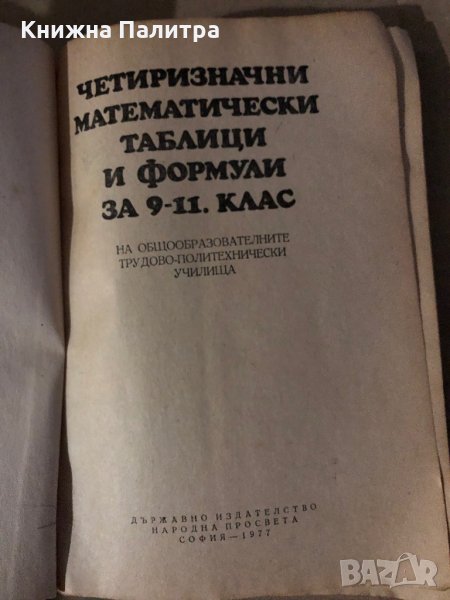 Книжна Палитра
ЧЕТИРИЗНАЧНИ
МАТЕМАТИЧЕСКИ
ТАБЛИЦИ
И ФОРМУЛИ
ЗА 9-11. КЛАС
НА ОБЩООБРАЗОВАТЕЛНИТЕ
ТРУДОВО-ПОЛИТЕХНИЧЕСКИ
УЧИЛИЩА
ДЪРЖАВНО ИЗДАТЕЛСТВО
НАРОДНА ПРОСВЕТА
СОФИЯ—1977
BAZAR